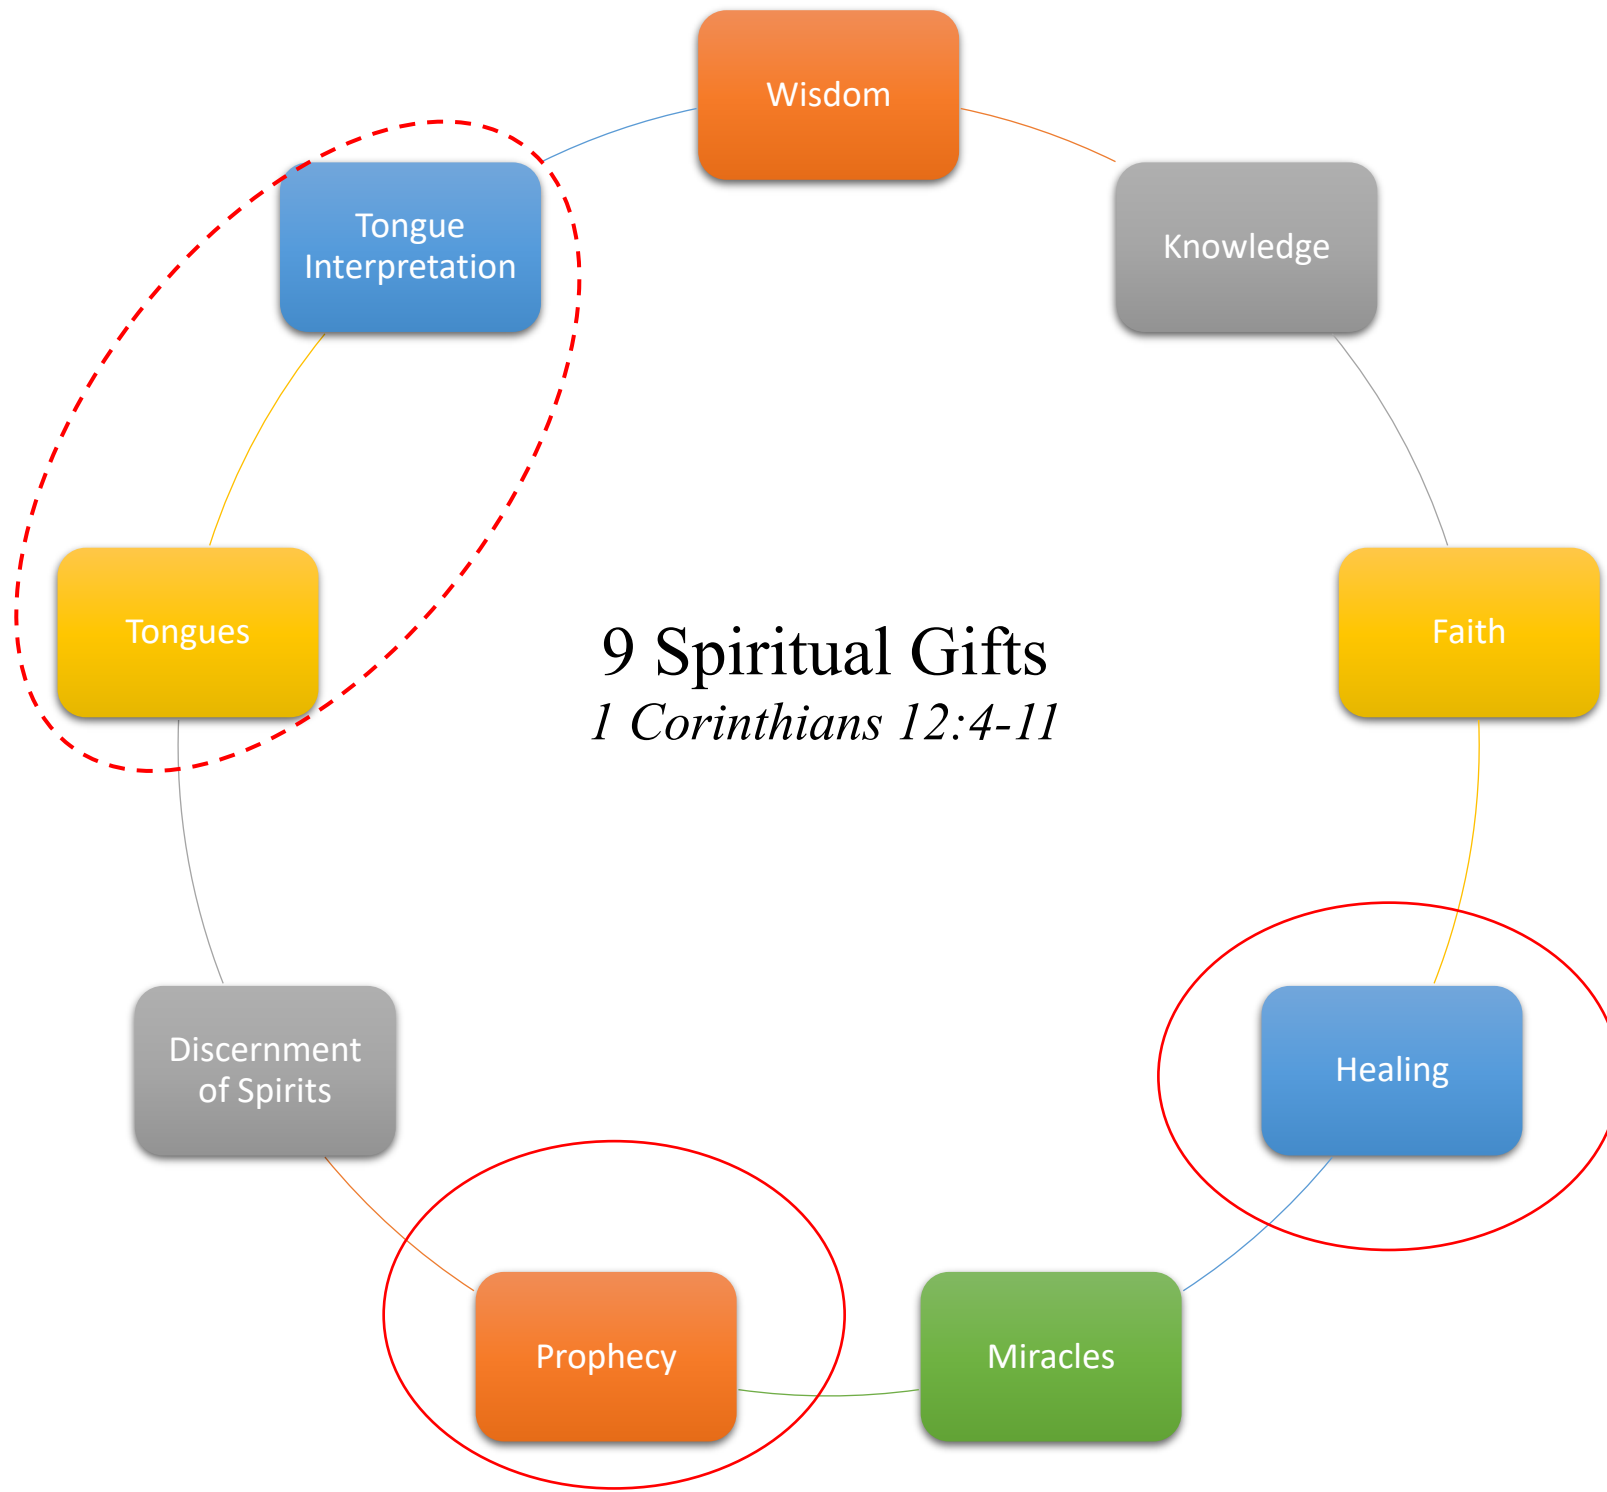 Wisdom
Knowledge
Faith
Healing
Miracles
Prophecy
Discernment
of Spirits
Tongues
Tongue
Interpretation
9 Spiritual Gifts
1 Corinthians 12:4-11